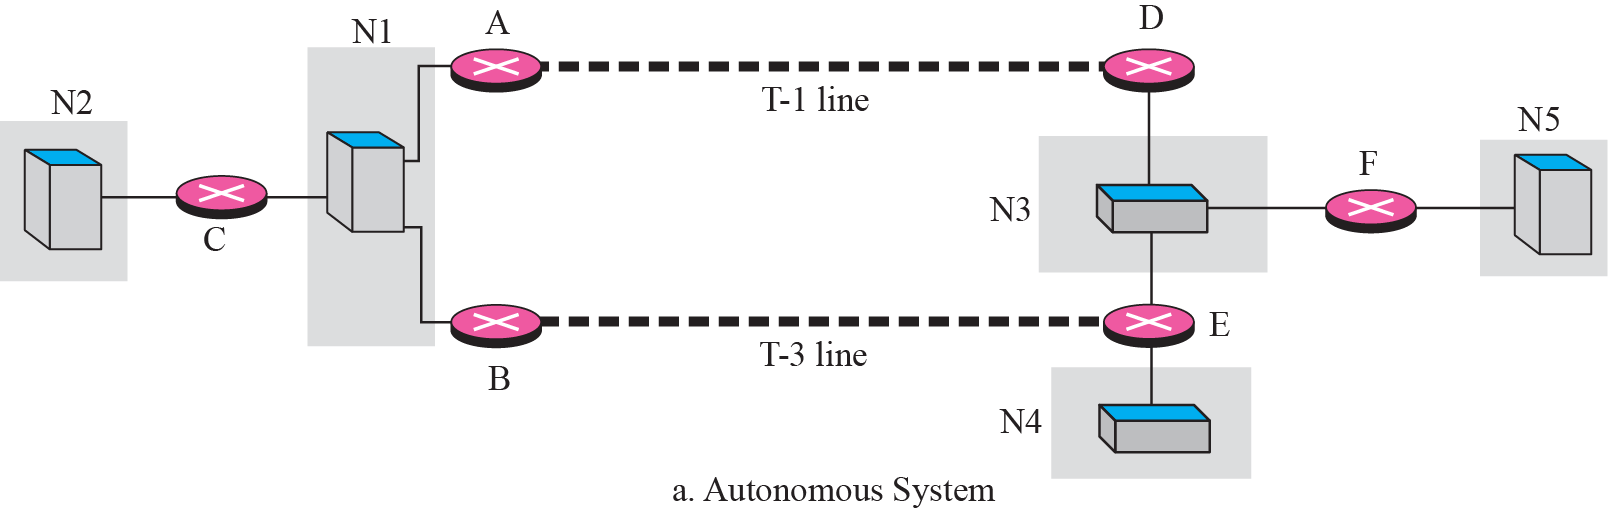 N1
A
D
N2
T-1 line
N5
F
C
N3
T-3 line
E
B
N4
a. Autonomous System